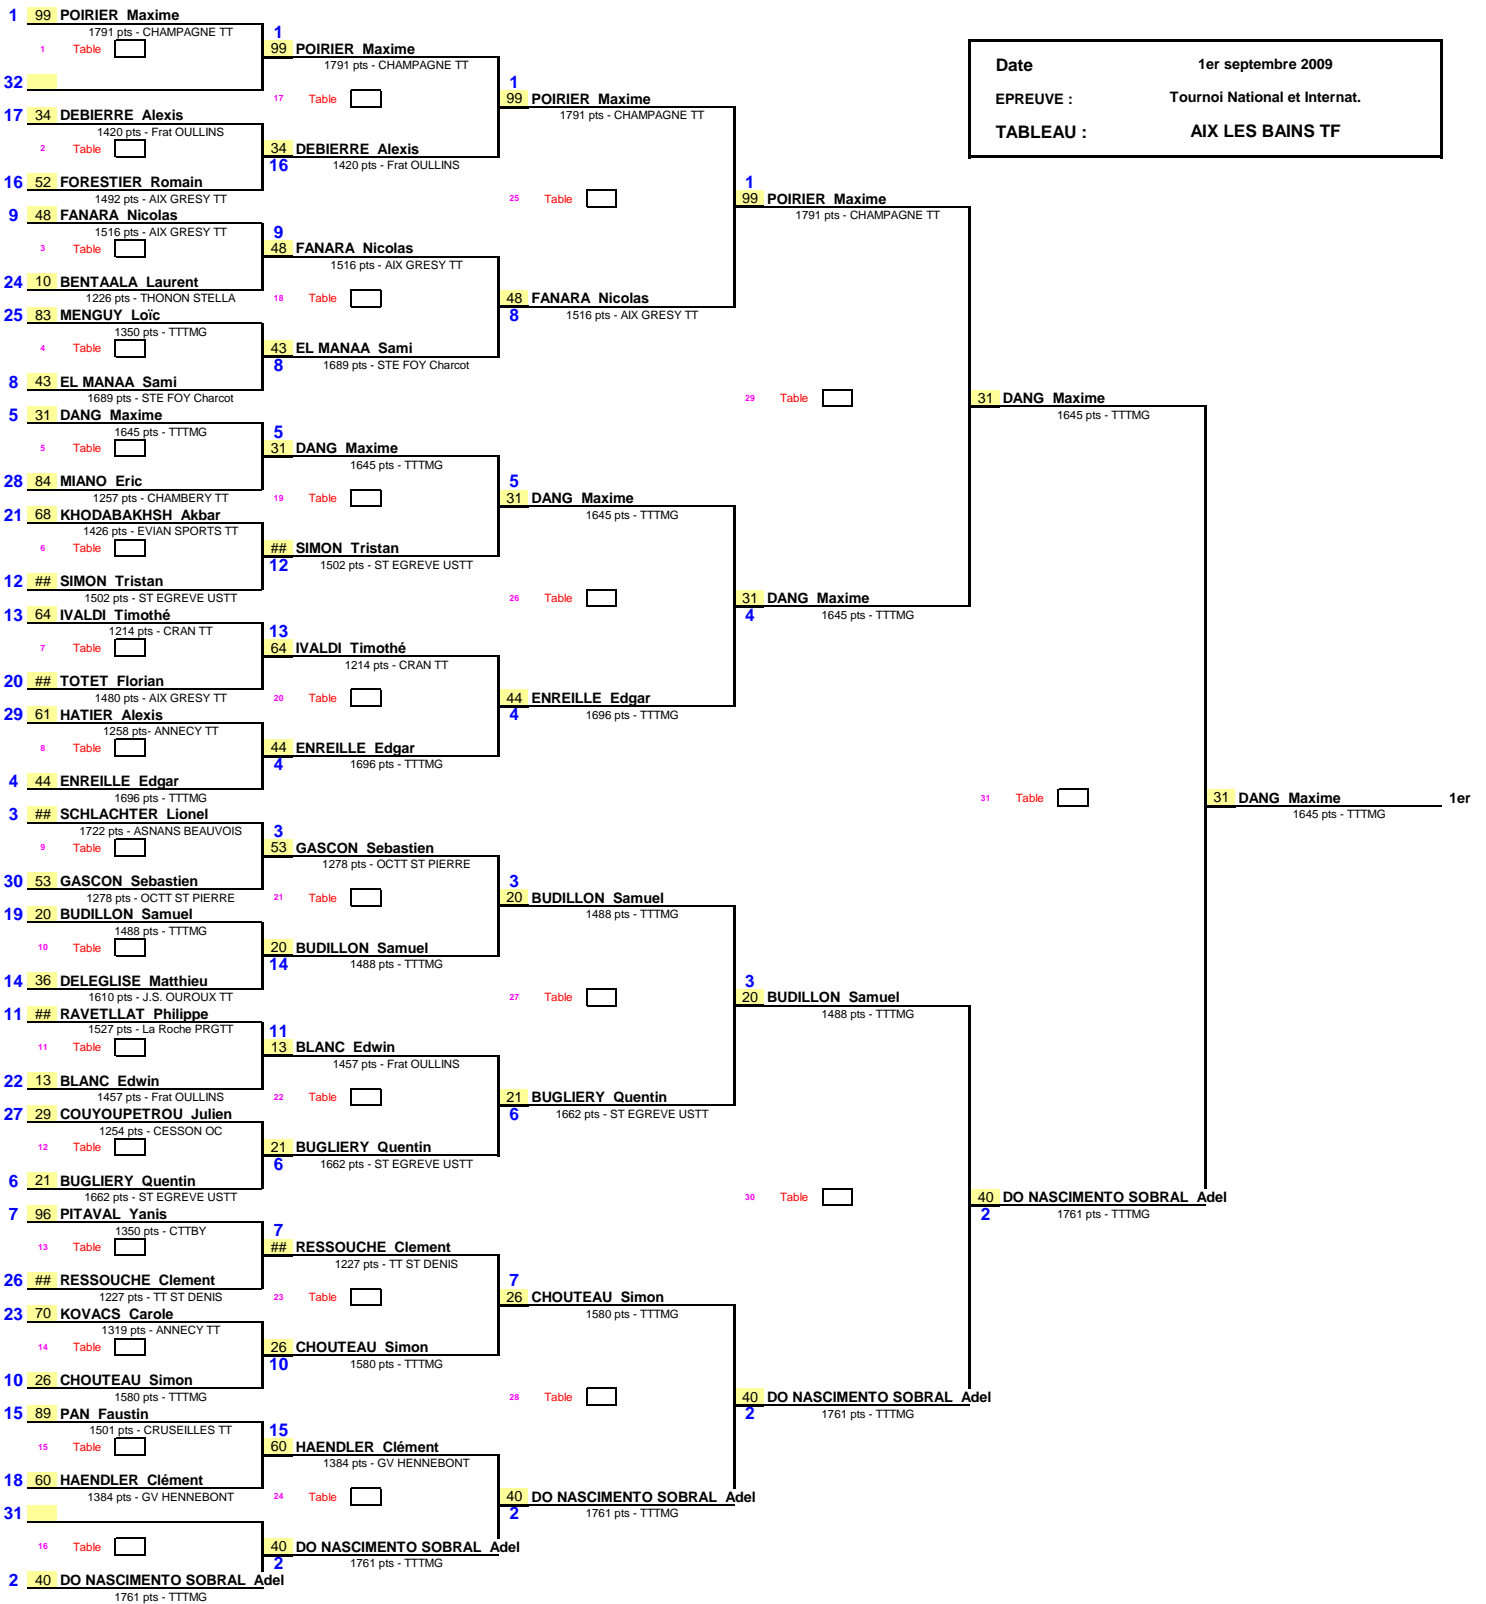 Date 1er septembre 2009
EPREUVE : Tournoi National et Internat.
TABLEAU : AIX LES BAINS TF
1 99 POIRIER Maxime
1791 pts - CHAMPAGNE TT
1 Table
32
17 34 DEBIERRE Alexis
1420 pts - Frat OULLINS
2 Table
16 52 FORESTIER Romain
1492 pts - AIX GRESY TT
9 48 FANARA Nicolas
1516 pts - AIX GRESY TT
3 Table
24 10 BENTAALA Laurent
1226 pts - THONON STELLA
25 83 MENGUY Loïc
1350 pts - TTTMG
4 Table
8 43 EL MANAA Sami
1689 pts - STE FOY Charcot
5 31 DANG Maxime
1645 pts - TTTMG
5 Table
28 84 MIANO Eric
1257 pts - CHAMBERY TT
21 68 KHODABAKHSH Akbar
1426 pts - EVIAN SPORTS TT
6 Table
12 ## SIMON Tristan
1502 pts - ST EGREVE USTT
13 64 IVALDI Timothé
1214 pts - CRAN TT
7 Table
20 ## TOTET Florian
1480 pts - AIX GRESY TT
29 61 HATIER Alexis
1258 pts- ANNECY TT
8 Table
4 44 ENREILLE Edgar
1696 pts - TTTMG
3 ## SCHLACHTER Lionel
1722 pts - ASNANS BEAUVOIS
9 Table
30 53 GASCON Sebastien
1278 pts - OCTT ST PIERRE
19 20 BUDILLON Samuel
1488 pts - TTTMG
10 Table
14 36 DELEGLISE Matthieu
1610 pts - J.S. OUROUX TT
11 ## RAVETLLAT Philippe
1527 pts - La Roche PRGTT
11 Table
22 13 BLANC Edwin
1457 pts - Frat OULLINS
27 29 COUYOUPETROU Julien
1254 pts - CESSON OC
12 Table
6 21 BUGLIERY Quentin
1662 pts - ST EGREVE USTT
7 96 PITAVAL Yanis
1350 pts - CTTBY
13 Table
26 ## RESSOUCHE Clement
1227 pts - TT ST DENIS
23 70 KOVACS Carole
1319 pts - ANNECY TT
14 Table
10 26 CHOUTEAU Simon
1580 pts - TTTMG
15 89 PAN Faustin
1501 pts - CRUSEILLES TT
15 Table
18 60 HAENDLER Clément
1384 pts - GV HENNEBONT
31
16 Table
2 40 DO NASCIMENTO SOBRAL Adel
1761 pts - TTTMG
1
99 POIRIER Maxime
1791 pts - CHAMPAGNE TT
17 Table
34 DEBIERRE Alexis
16 1420 pts - Frat OULLINS
9
48 FANARA Nicolas
1516 pts - AIX GRESY TT
18 Table
43 EL MANAA Sami
8 1689 pts - STE FOY Charcot
5
31 DANG Maxime
1645 pts - TTTMG
19 Table
## SIMON Tristan
12 1502 pts - ST EGREVE USTT
13
64 IVALDI Timothé
1214 pts - CRAN TT
20 Table
44 ENREILLE Edgar
4 1696 pts - TTTMG
3
53 GASCON Sebastien
1278 pts - OCTT ST PIERRE
21 Table
20 BUDILLON Samuel
14 1488 pts - TTTMG
11
13 BLANC Edwin
1457 pts - Frat OULLINS
22 Table
21 BUGLIERY Quentin
6 1662 pts - ST EGREVE USTT
7
## RESSOUCHE Clement
1227 pts - TT ST DENIS
23 Table
26 CHOUTEAU Simon
10 1580 pts - TTTMG
15
60 HAENDLER Clément
1384 pts - GV HENNEBONT
24 Table
40 DO NASCIMENTO SOBRAL Adel
2 1761 pts - TTTMG
1
99 POIRIER Maxime
1791 pts - CHAMPAGNE TT
25 Table
48 FANARA Nicolas
8 1516 pts - AIX GRESY TT
5
31 DANG Maxime
1645 pts - TTTMG
26 Table
44 ENREILLE Edgar
4 1696 pts - TTTMG
3
20 BUDILLON Samuel
1488 pts - TTTMG
27 Table
21 BUGLIERY Quentin
6 1662 pts - ST EGREVE USTT
7
26 CHOUTEAU Simon
1580 pts - TTTMG
28 Table
40 DO NASCIMENTO SOBRAL Adel
2 1761 pts - TTTMG
1
99 POIRIER Maxime
1791 pts - CHAMPAGNE TT
29 Table
31 DANG Maxime
4 1645 pts - TTTMG
3
20 BUDILLON Samuel
1488 pts - TTTMG
30 Table
40 DO NASCIMENTO SOBRAL Adel
2 1761 pts - TTTMG
31 DANG Maxime
1645 pts - TTTMG
31 Table
40 DO NASCIMENTO SOBRAL Adel
2 1761 pts - TTTMG
31 DANG Maxime 1er
1645 pts - TTTMG